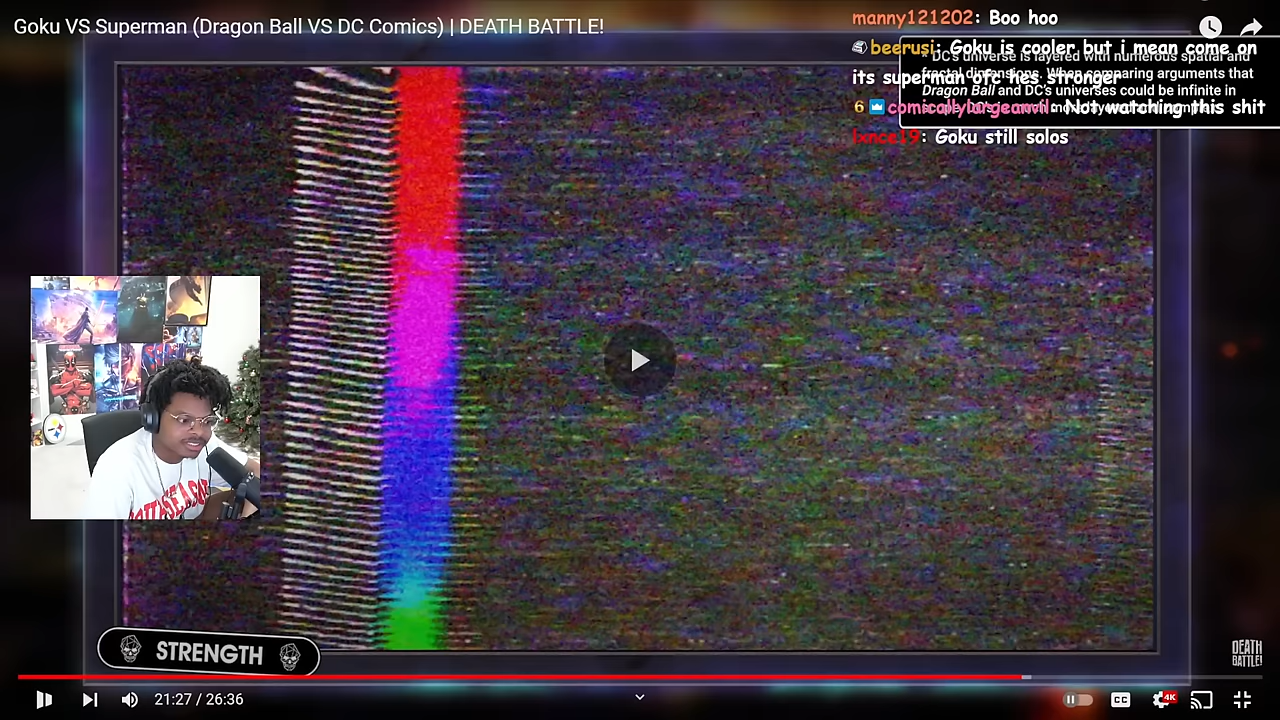 Goku VS Superman (Dragon Ball VS DC Comics) | DEATH BATTLE!
manny121202: Boo hoo
beerusi: Goku is cooler but i mean come on
its superman ofc hes stronger
6 comicallylargeanvil: Not watching this shit
lxnce19: Goku still solos
* DC's universe is layered with numerous spatial and
fractal dimensions. When comparing arguments that
Dragon Ball and DC's universes could be infinite in
STRENGTH
DEATH
BATTLE!
21:27 / 26:36
CC
4K